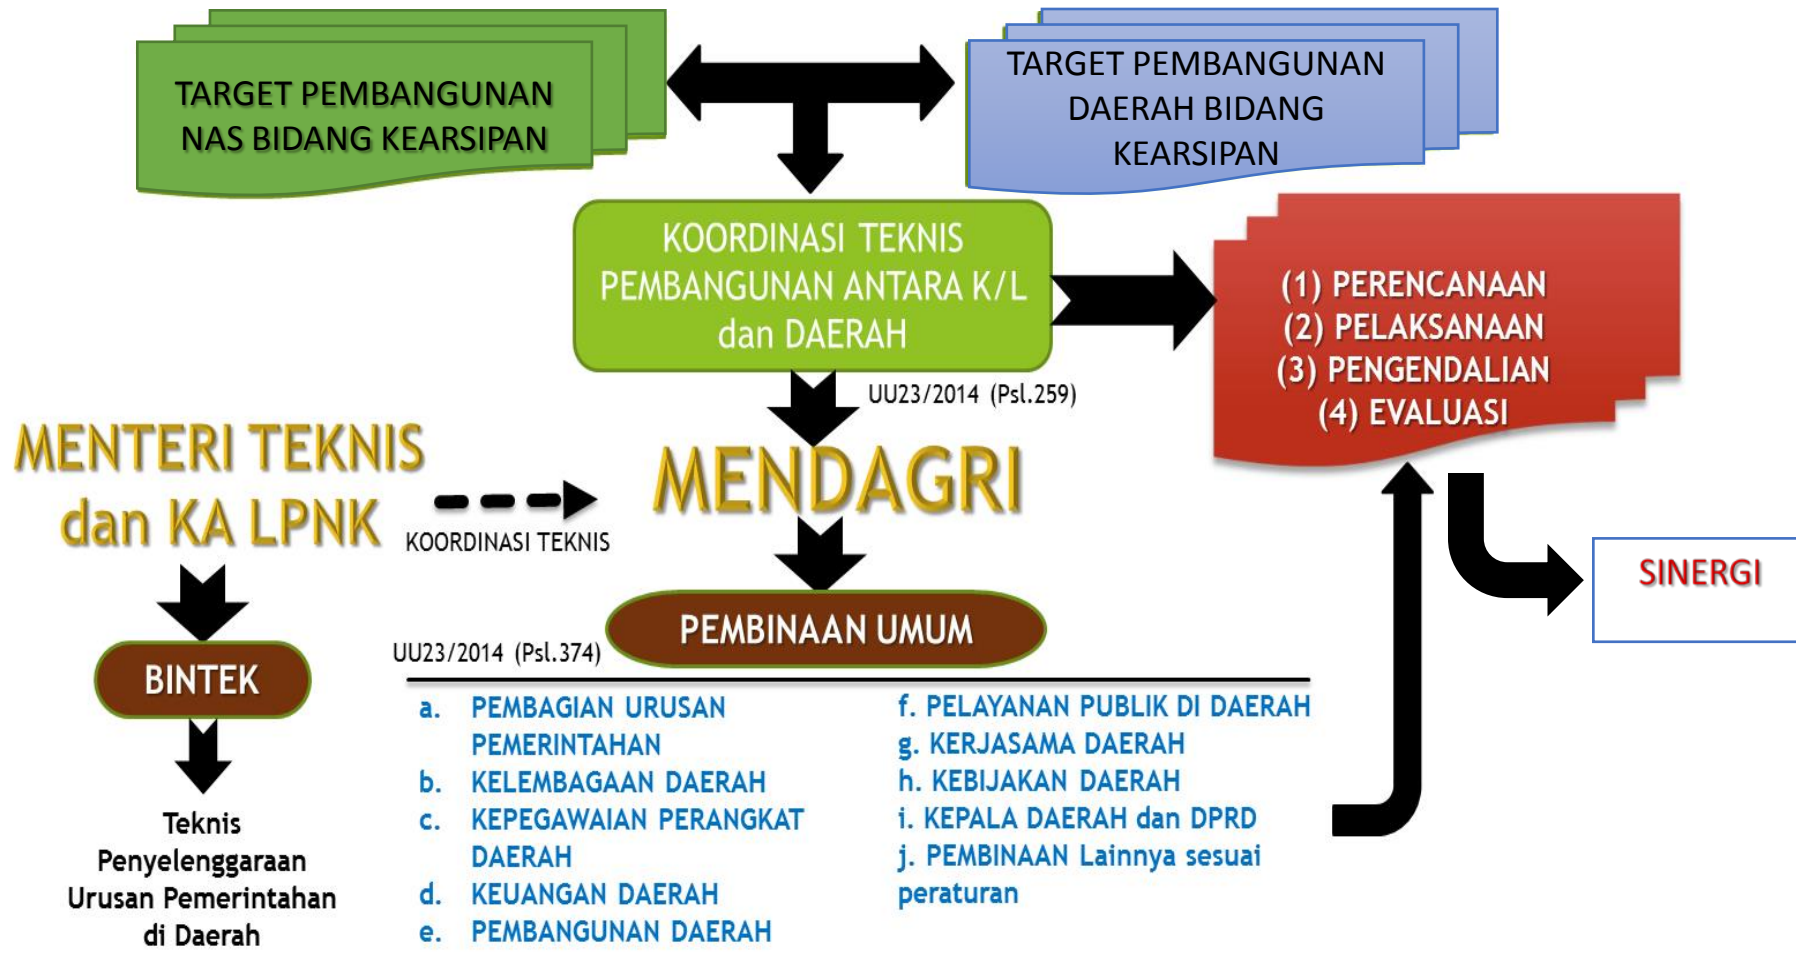 TARGET PEMBANGUNAN
NAS BIDANG KEARSIPAN
TARGET PEMBANGUNAN
DAERAH BIDANG
KEARSIPAN
KOORDINASI TEKNIS
PEMBANGUNAN ANTARA K/L
dan DAERAH
(1) PERENCANAAN
(2) PELAKSANAAN
(3) PENGENDALIAN
(4) EVALUASI
UU23/2014 (Psl.259)
MENTERI TEKNIS
dan KA LPNK
KOORDINASI TEKNIS
MENDAGRI
SINERGI
BINTEK
Teknis
Penyelenggaraan
Urusan Pemerintahan
di Daerah
PEMBINAAN UMUM
UU23/2014 (Psl.374)
a. PEMBAGIAN URUSAN
PEMERINTAHAN
b. KELEMBAGAAN DAERAH
c. KEPEGAWAIAN PERANGKAT
DAERAH
d. KEUANGAN DAERAH
e. PEMBANGUNAN DAERAH
f. PELAYANAN PUBLIK DI DAERAH
g. KERJASAMA DAERAH
h. KEBIJAKAN DAERAH
i. KEPALA DAERAH dan DPRD
j. PEMBINAAN Lainnya sesuai
peraturan